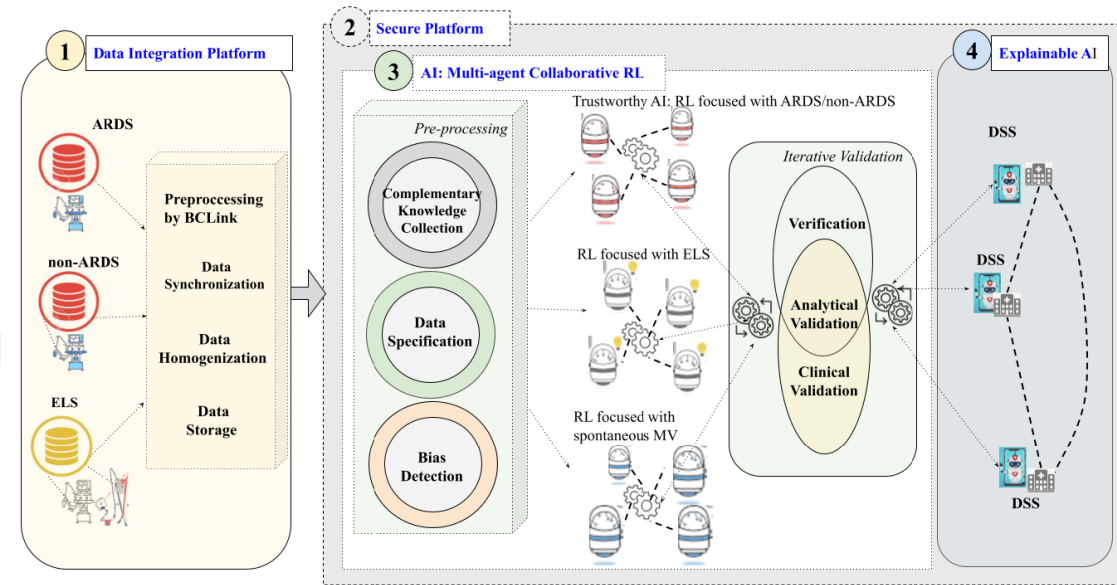 1
Data Integration Platform
ARDS
non-ARDS
ELS
Preproccessing
by BCLink
Data
Synchronization
Data
Homogenization
Data
Storage
2
Secure Platform
3
AI: Multi-agent Collaborative RL
Pre-processing
Complementary
Knowledge
Collection
Data
Specification
Bias
Detection
Trustworthy AI: RL focused with ARDS/non-ARDS
RL focused with ELS
RL focused with
spontaneous MV
Iterative Validation
Verification
Analytical
Validation
Clinical
Validation
4
Explainable AI
DSS
DSS
DSS